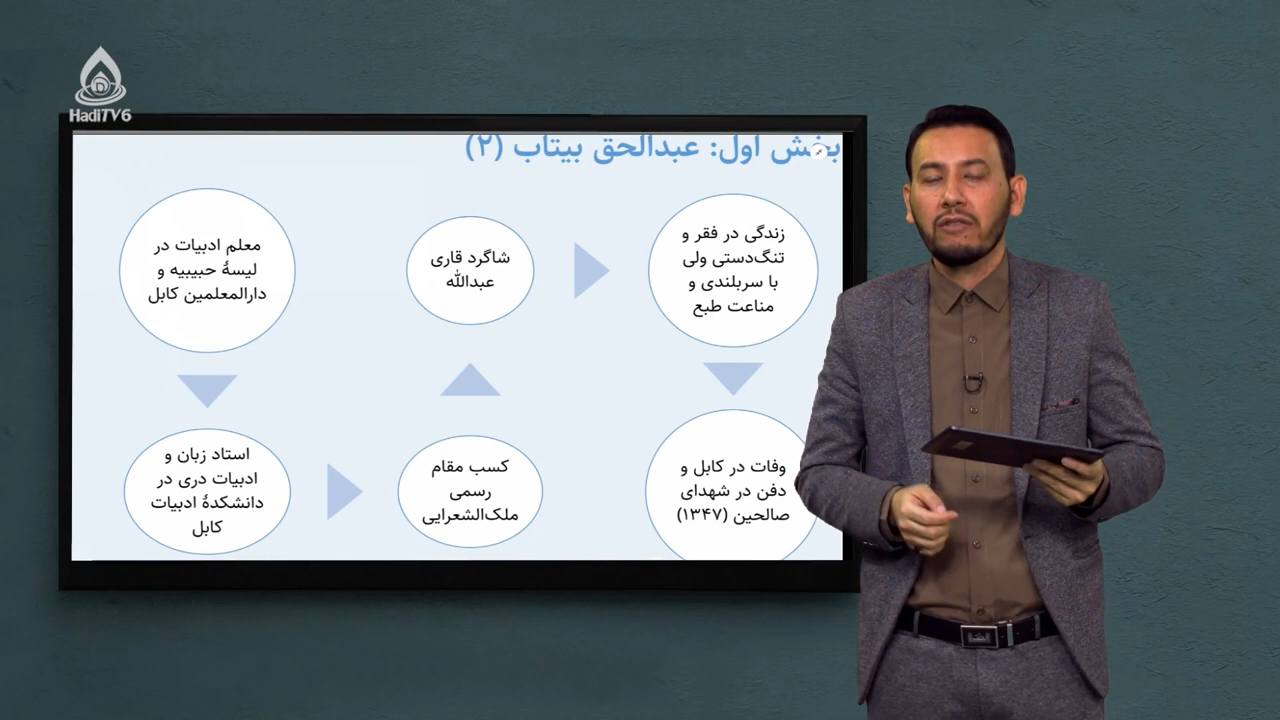 HadiTV6
بخش اول: عبدالحق بیتاب (۲)
معلم ادبیات در
لیسهٔ حبیبیه و
دارالمعلمین کابل
استاد زبان و
ادبیات دری در
دانشکدهٔ ادبیات
کابل
کسب مقام
رسمی
ملک‌الشعرایی
شاگرد قاری
عبدالله
زندگی در فقر و
تنگ‌دستی ولی
با سربلندی و
مناعت طبع
وفات در کابل و
دفن در شهدای
صالحین (۱۳۴۷)